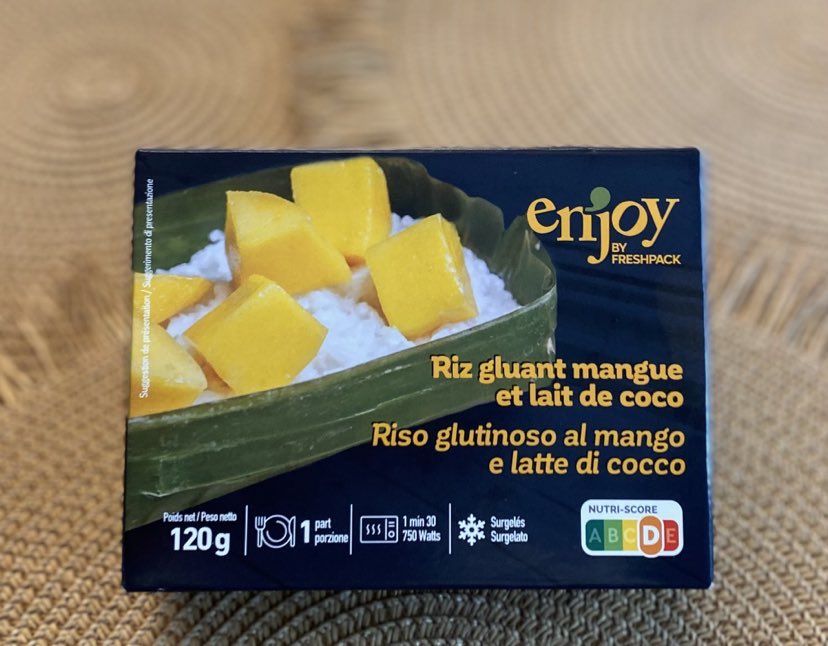 Suggestion de présentation / Suggerimento di presentazione
enjoy
BY
FRESHPACK
Riz gluant mangue
et lait de coco
Riso glutinoso al mango
e latte di cocco
Poids net / Peso netto
120g
1 part
porzione
1 min 30
750 Watts
Surgelés
Surgelato
NUTRI-SCORE
A B C D E